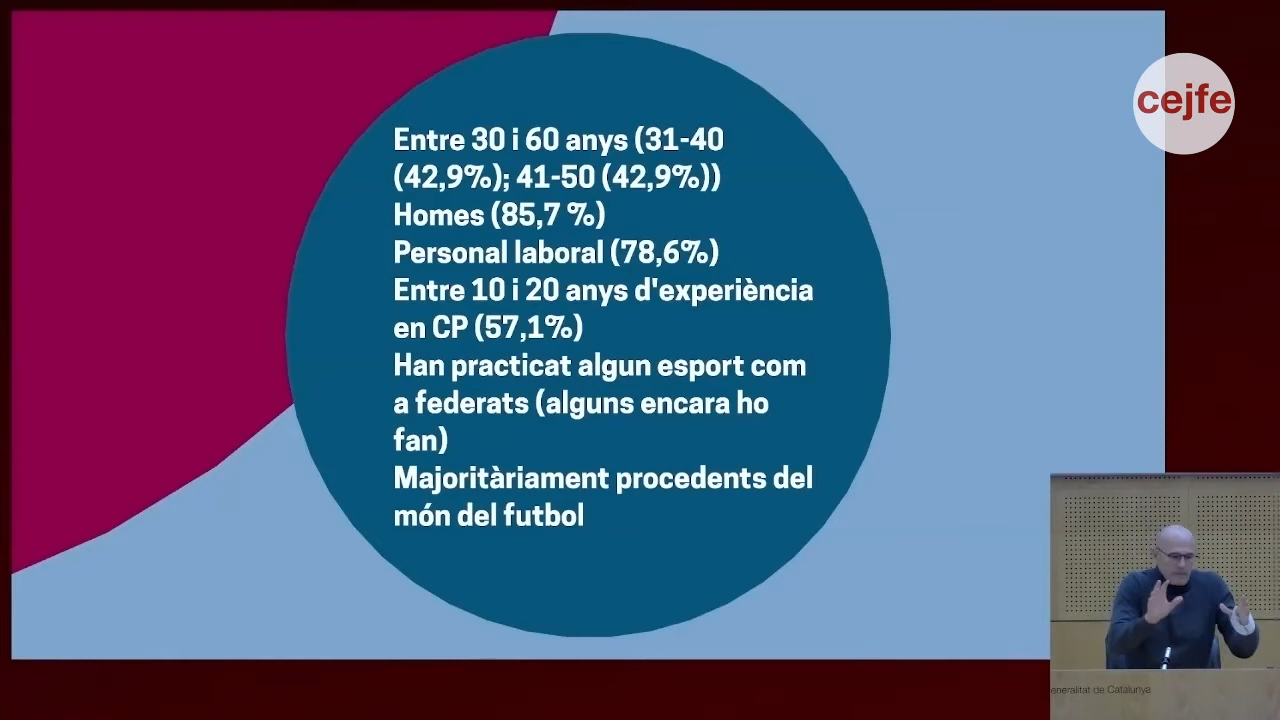 cejfe
Entre 30 i 60 anys (31-40
(42,9%); 41-50 (42,9%))
Homes (85,7 %)
Personal laboral (78,6%)
Entre 10 i 20 anys d'experiència
en CP (57,1%)
Han practicat algun esport com
a federats (alguns encara ho
fan)
Majoritàriament procedents del
món del futbol
eneralitat de Catalunya